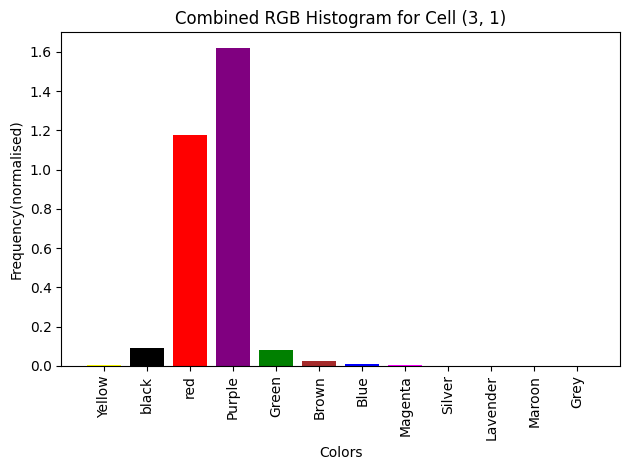 Combined RGB Histogram for Cell (3, 1)
Frequency(normalised)
1.6
1.4
1.2
1.0
0.8
0.6
0.4
0.2
0.0
Yellow
black
red
Purple
Green
Brown
Blue
Magenta
Silver
Lavender
Maroon
Grey
Colors